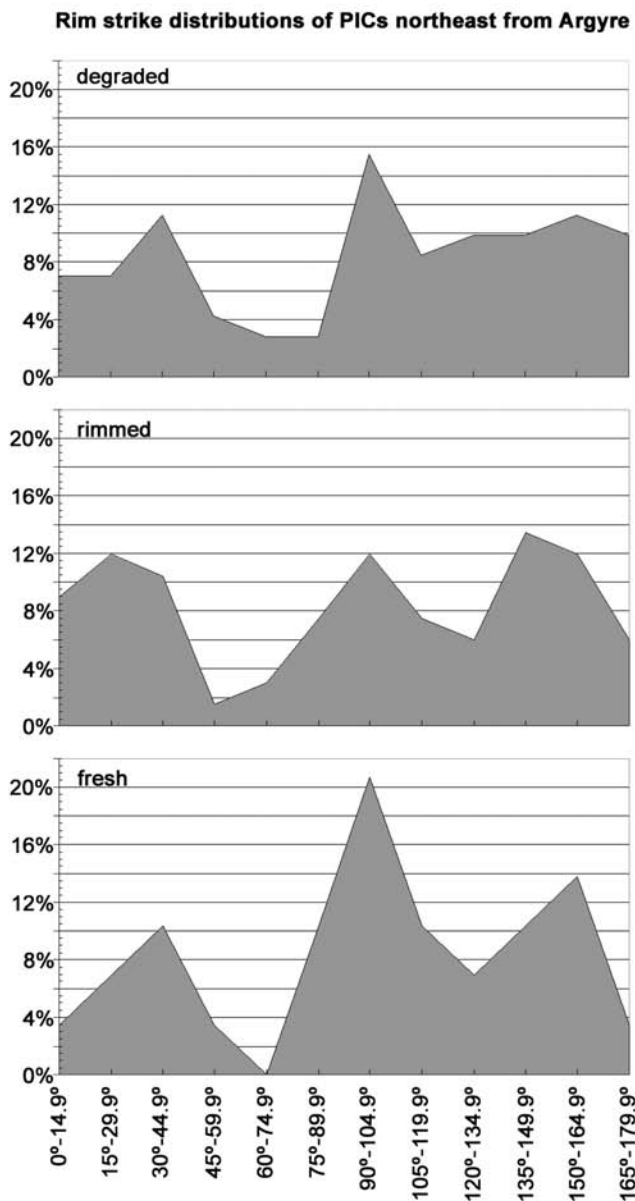 Rim strike distributions of PICs northeast from Argyre
degraded
20%
16%
12%
8%
4%
0%
rimmed
20%
16%
12%
8%
4%
0%
fresh
20%
16%
12%
8%
4%
0%
0º-14.9º
15º-29.9º
30º-44.9º
45º-59.9º
60º-74.9º
75º-89.9º
90º-104.9º
105º-119.9º
120º-134.9º
135º-149.9º
150º-164.9º
165º-179.9º